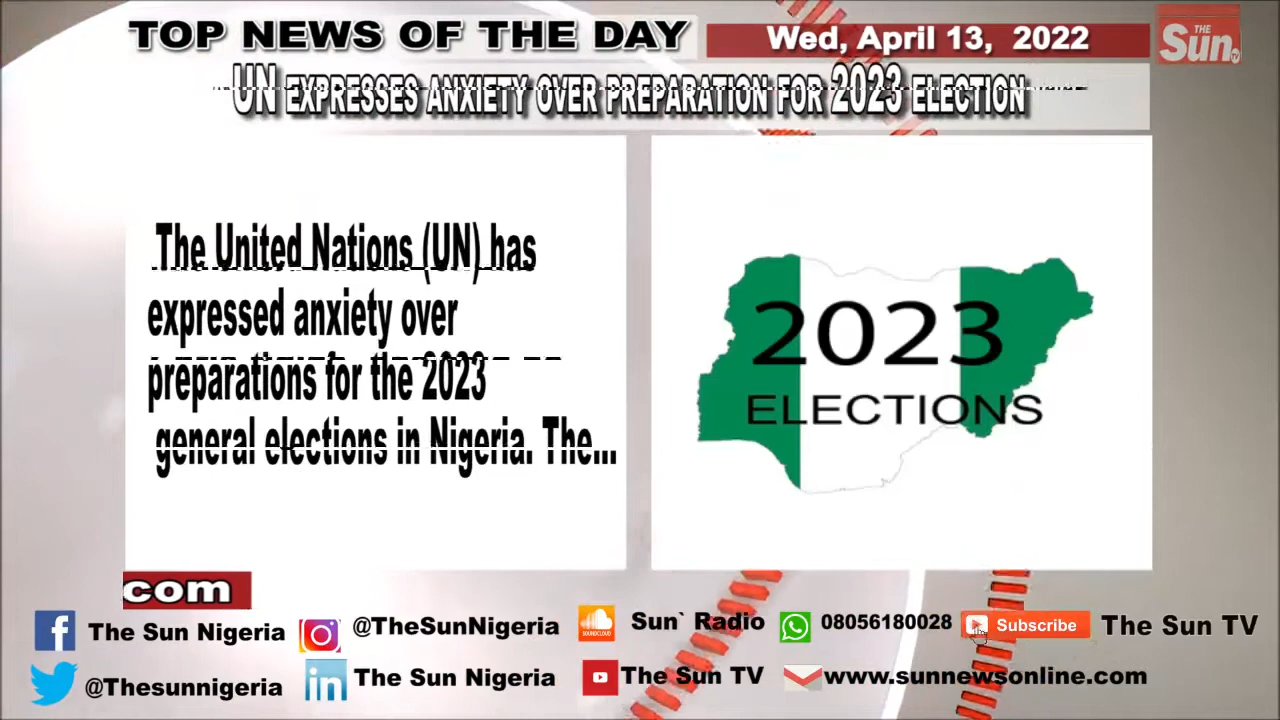 TOP NEWS OF THE DAY
Wed, April 13, 2022
THE
Sun TV
UN EXPRESSES ANXIETY OVER PREPARATION FOR 2023 ELECTION
The United Nations (UN) has
expressed anxiety over
preparations for the 2023
general elections in Nigeria. The...
2023
ELECTIONS
com
The Sun Nigeria
@TheSunNigeria
SOUNDCLOUD
Sun` Radio
08056180028
Subscribe
The Sun TV
@Thesunnigeria
The Sun Nigeria
The Sun TV
www.sunnewsonline.com